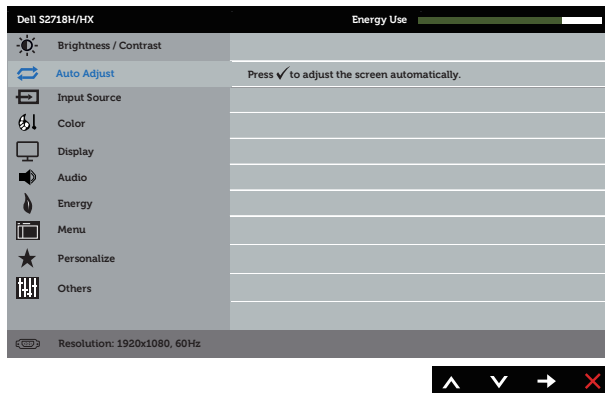 Dell S2718H/HX Energy Use
Brightness / Contrast
Auto Adjust Press ✓ to adjust the screen automatically.
Input Source
Color
Display
Audio
Energy
Menu
Personalize
Others
Resolution: 1920x1080, 60Hz